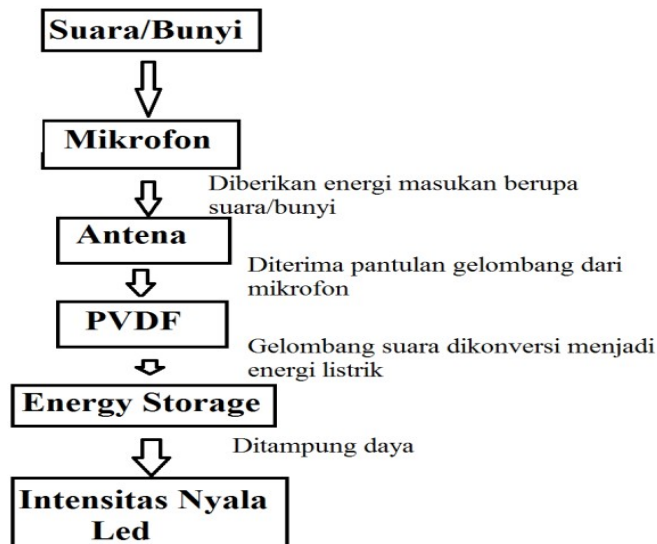 Suara/Bunyi
Mikrofon
Diberikan energi masukan berupa
suara/bunyi
Antena
Diterima pantulan gelombang dari
mikrofon
PVDF
Gelombang suara dikonversi menjadi
energi listrik
Energy Storage
Ditampung daya
Intensitas Nyala
Led